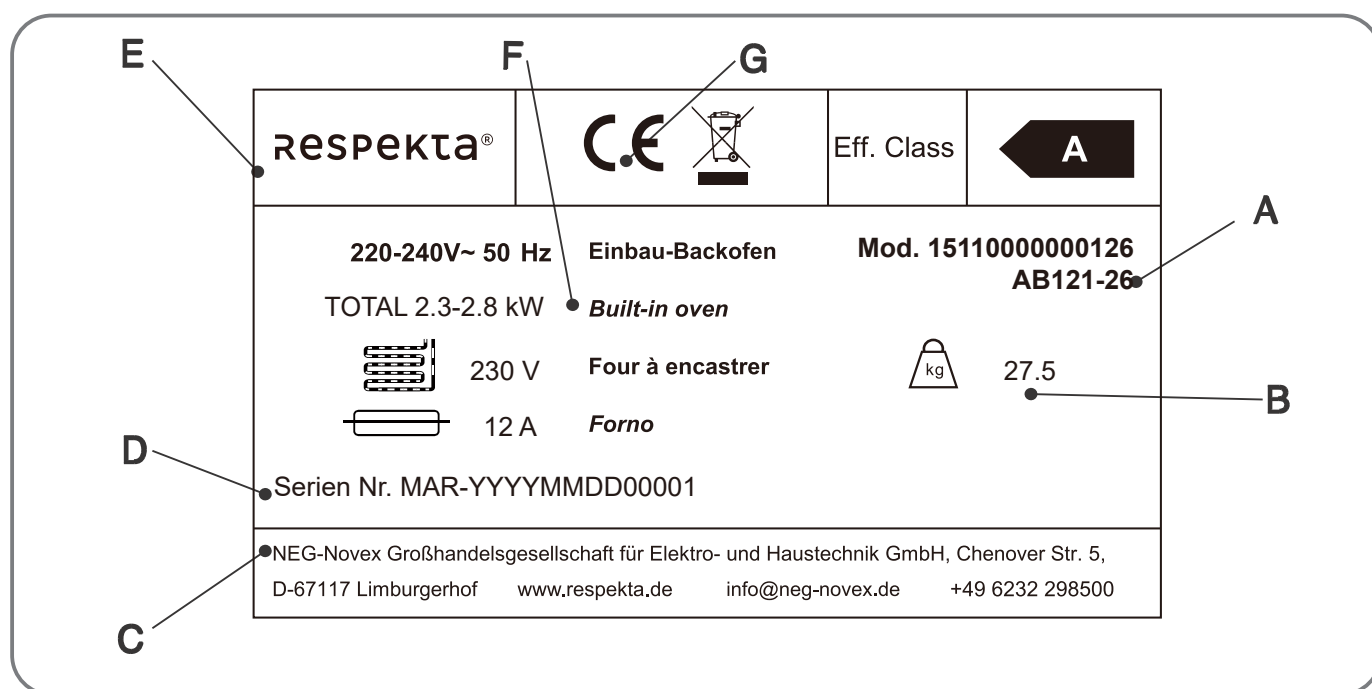 E
F
G
respekta®
CE
Eff. Class
A
A
220-240V~ 50 Hz
Einbau-Backofen
Mod. 15110000000126
AB121-26
TOTAL 2.3-2.8 kW
Built-in oven
230 V
Four à encastrer
kg
27.5
B
12 A
Forno
D
Serien Nr. MAR-YYYYMMDD00001
NEG-Novex Großhandelsgesellschaft für Elektro- und Haustechnik GmbH, Chenover Str. 5,
D-67117 Limburgerhof www.respekta.de info@neg-novex.de +49 6232 298500
C